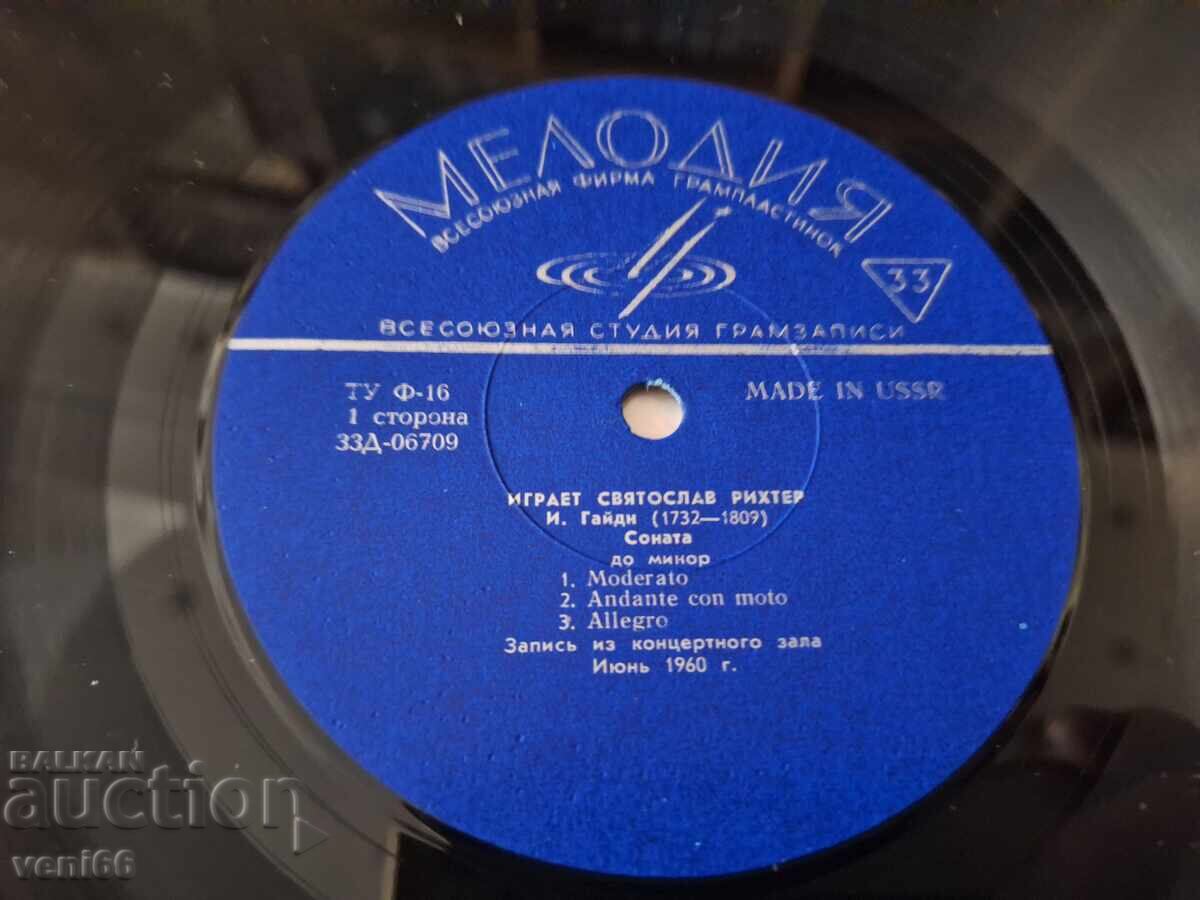 МЕЛОДИЯ
ВСЕСОЮЗНАЯ ФИРМА ГРАМПЛАСТИНОК
33
ВСЕСОЮЗНАЯ СТУДИЯ ГРАМЗАПИСИ
ТУ Ф-16
MADE IN USSR
1 сторона
33Д-06709
ИГРАЕТ СВЯТОСЛАВ РИХТЕР
И. Гайдн (1732—1809)
Соната
до минор
1. Moderato
2. Andante con moto
3. Allegro
Запись из концертного зала
Июнь 1960 г.
BALKAN
auction
veni66